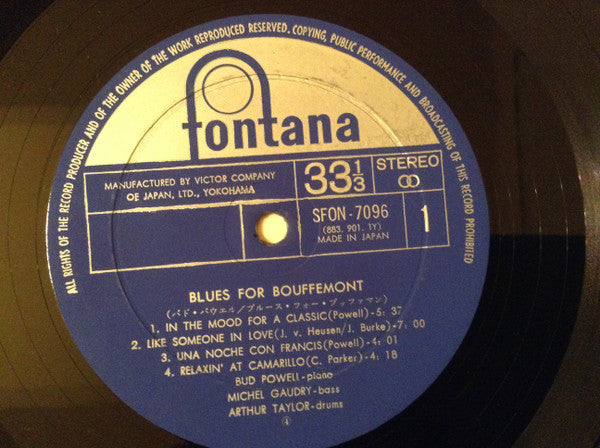 ALL RIGHTS OF THE RECORD PRODUCER AND OF THE OWNER OF THE WORK REPRODUCED RESERVED. COPYING, PUBLIC PERFORMANCE AND BROADCASTING OF THIS RECORD PROHIBITED
fontana
MANUFACTURED BY VICTOR COMPANY
OF JAPAN, LTD., YOKOHAMA
33 1/3
STEREO
SFON-7096
(883. 901. 1Y)
MADE IN JAPAN
1
BLUES FOR BOUFFEMONT
(バド・パウエル/ブルース・フォー・ブッファマン)
1. IN THE MOOD FOR A CLASSIC(Powell)-5: 37
2. LIKE SOMEONE IN LOVE(J. v. Heusen/J. Burke)-7: 00
3. UNA NOCHE CON FRANCIS(Powell)-4: 01
4. RELAXIN' AT CAMARILLO(C. Parker)-4: 18
BUD POWELL-piano
MICHEL GAUDRY-bass
ARTHUR TAYLOR-drums
④